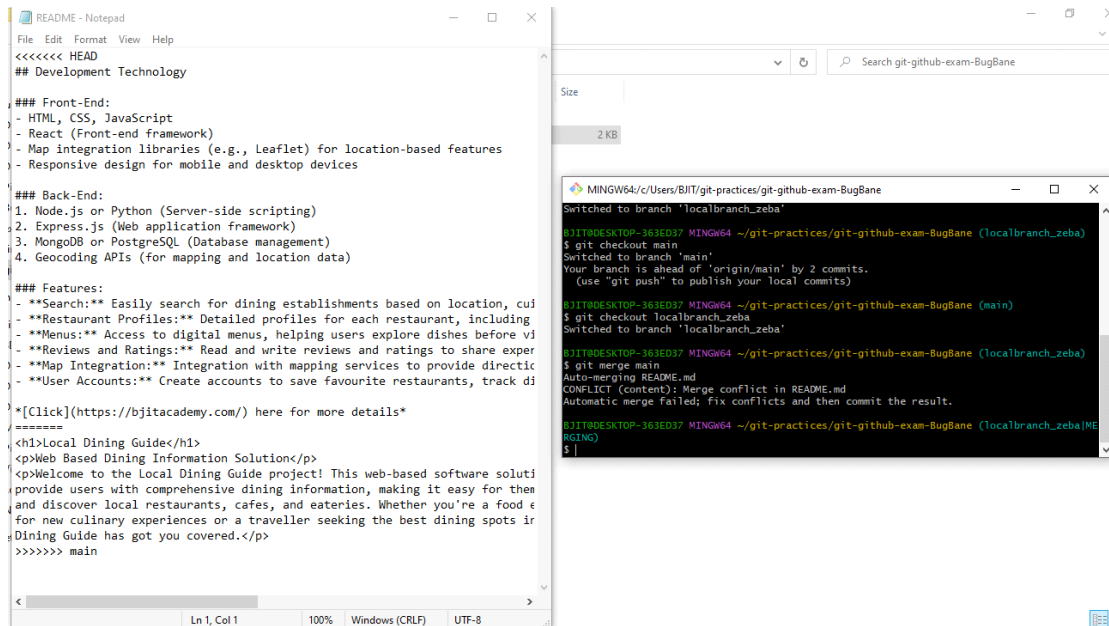 README - Notepad
File Edit Format View Help
<<<<<<< HEAD
## Development Technology
### Front-End:
- HTML, CSS, JavaScript
- React (Front-end framework)
- Map integration libraries (e.g., Leaflet) for location-based features
- Responsive design for mobile and desktop devices
### Back-End:
1. Node.js or Python (Server-side scripting)
2. Express.js (Web application framework)
3. MongoDB or PostgreSQL (Database management)
4. Geocoding APIs (for mapping and location data)
### Features:
- **Search:** Easily search for dining establishments based on location, cui
- **Restaurant Profiles:** Detailed profiles for each restaurant, including
- **Menus:** Access to digital menus, helping users explore dishes before vi
- **Reviews and Ratings:** Read and write reviews and ratings to share exper
- **Map Integration:** Integration with mapping services to provide directio
- **User Accounts:** Create accounts to save favourite restaurants, track di
*[Click](https://bjitacademy.com/) here for more details*
=======
<h1>Local Dining Guide</h1>
<p>Web Based Dining Information Solution</p>
<p>Welcome to the Local Dining Guide project! This web-based software soluti
provide users with comprehensive dining information, making it easy for them
and discover local restaurants, cafes, and eateries. Whether you're a food e
for new culinary experiences or a traveller seeking the best dining spots in
Dining Guide has got you covered.</p>
>>>>>>> main
Ln 1, Col 1 100% Windows (CRLF) UTF-8
Search git-github-exam-BugBane
Size
2 KB
MINGW64:/c/Users/BJIT/git-practices/git-github-exam-BugBane
Switched to branch 'localbranch_zeba'
BJIT@DESKTOP-363ED37 MINGW64 ~/git-practices/git-github-exam-BugBane (localbranch_zeba)
$ git checkout main
Switched to branch 'main'
Your branch is ahead of 'origin/main' by 2 commits.
(use "git push" to publish your local commits)
BJIT@DESKTOP-363ED37 MINGW64 ~/git-practices/git-github-exam-BugBane (main)
$ git checkout localbranch_zeba
Switched to branch 'localbranch_zeba'
BJIT@DESKTOP-363ED37 MINGW64 ~/git-practices/git-github-exam-BugBane (localbranch_zeba)
$ git merge main
Auto-merging README.md
CONFLICT (content): Merge conflict in README.md
Automatic merge failed; fix conflicts and then commit the result.
BJIT@DESKTOP-363ED37 MINGW64 ~/git-practices/git-github-exam-BugBane (localbranch_zeba|ME
RGING)
$